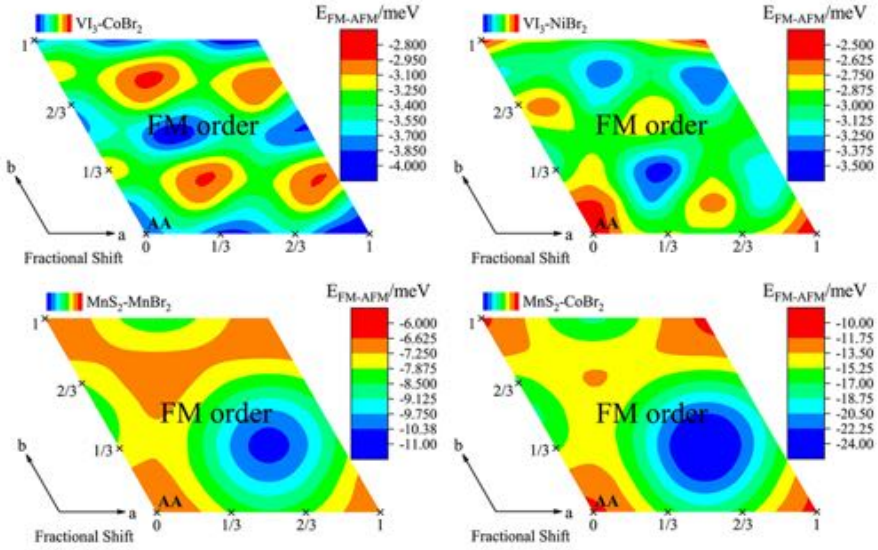 VI3-CoBr2
EFM-AFM/meV
-2.800
-2.950
-3.100
-3.250
-3.400
-3.550
-3.700
-3.850
-4.000
1
2/3
1/3
FM order
AA
b
a
0
1/3
2/3
1
Fractional Shift
VI3-NiBr2
EFM-AFM/meV
-2.500
-2.625
-2.750
-2.875
-3.000
-3.125
-3.250
-3.375
-3.500
1
2/3
1/3
FM order
AA
b
a
0
1/3
2/3
1
Fractional Shift
MnS2-MnBr2
EFM-AFM/meV
-6.000
-6.625
-7.250
-7.875
-8.500
-9.125
-9.750
-10.38
-11.00
1
2/3
1/3
FM order
AA
b
a
0
1/3
2/3
1
Fractional Shift
MnS2-CoBr2
EFM-AFM/meV
-10.00
-11.75
-13.50
-15.25
-17.00
-18.75
-20.50
-22.25
-24.00
1
2/3
1/3
FM order
AA
b
a
0
1/3
2/3
1
Fractional Shift